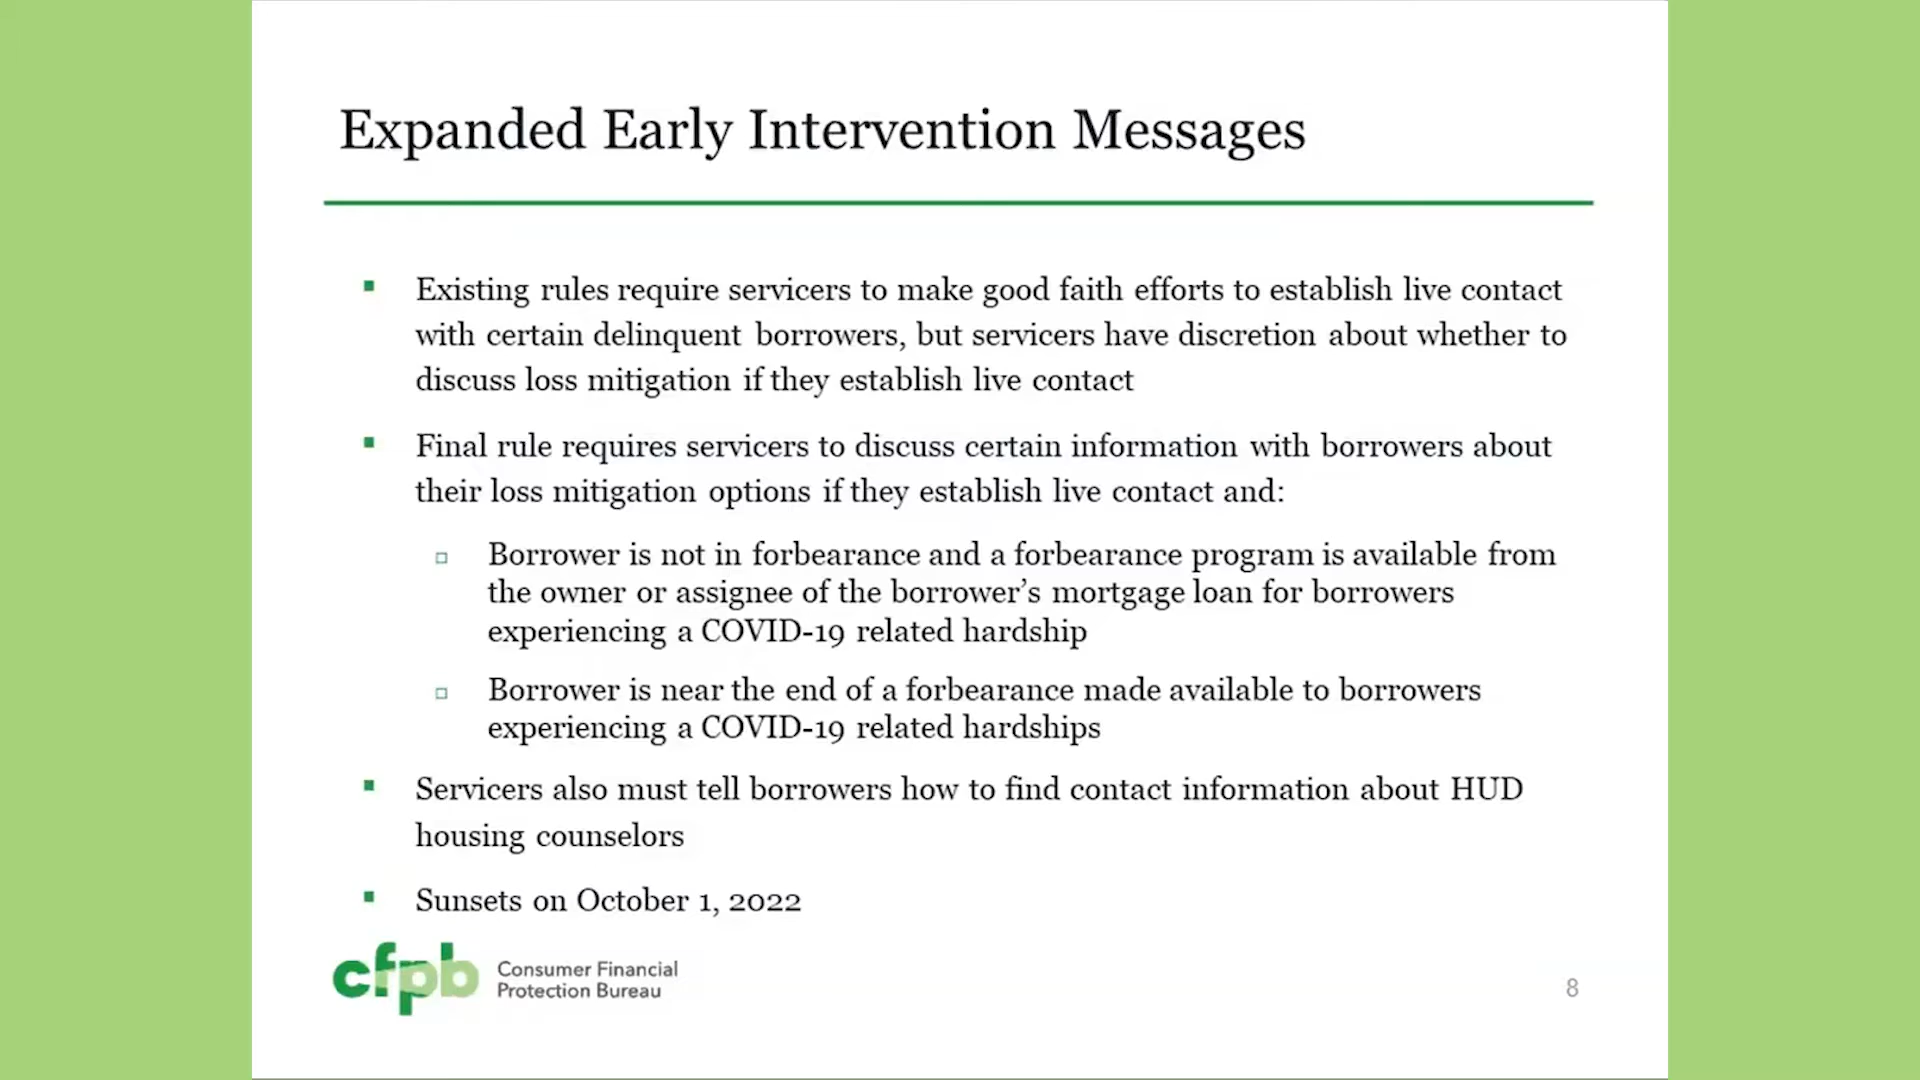 Expanded Early Intervention Messages
Existing rules require servicers to make good faith efforts to establish live contact
with certain delinquent borrowers, but servicers have discretion about whether to
discuss loss mitigation if they establish live contact
Final rule requires servicers to discuss certain information with borrowers about
their loss mitigation options if they establish live contact and:
Borrower is not in forbearance and a forbearance program is available from
the owner or assignee of the borrower’s mortgage loan for borrowers
experiencing a COVID-19 related hardship
Borrower is near the end of a forbearance made available to borrowers
experiencing a COVID-19 related hardships
Servicers also must tell borrowers how to find contact information about HUD
housing counselors
Sunsets on October 1, 2022
cfpb
Consumer Financial
Protection Bureau
8